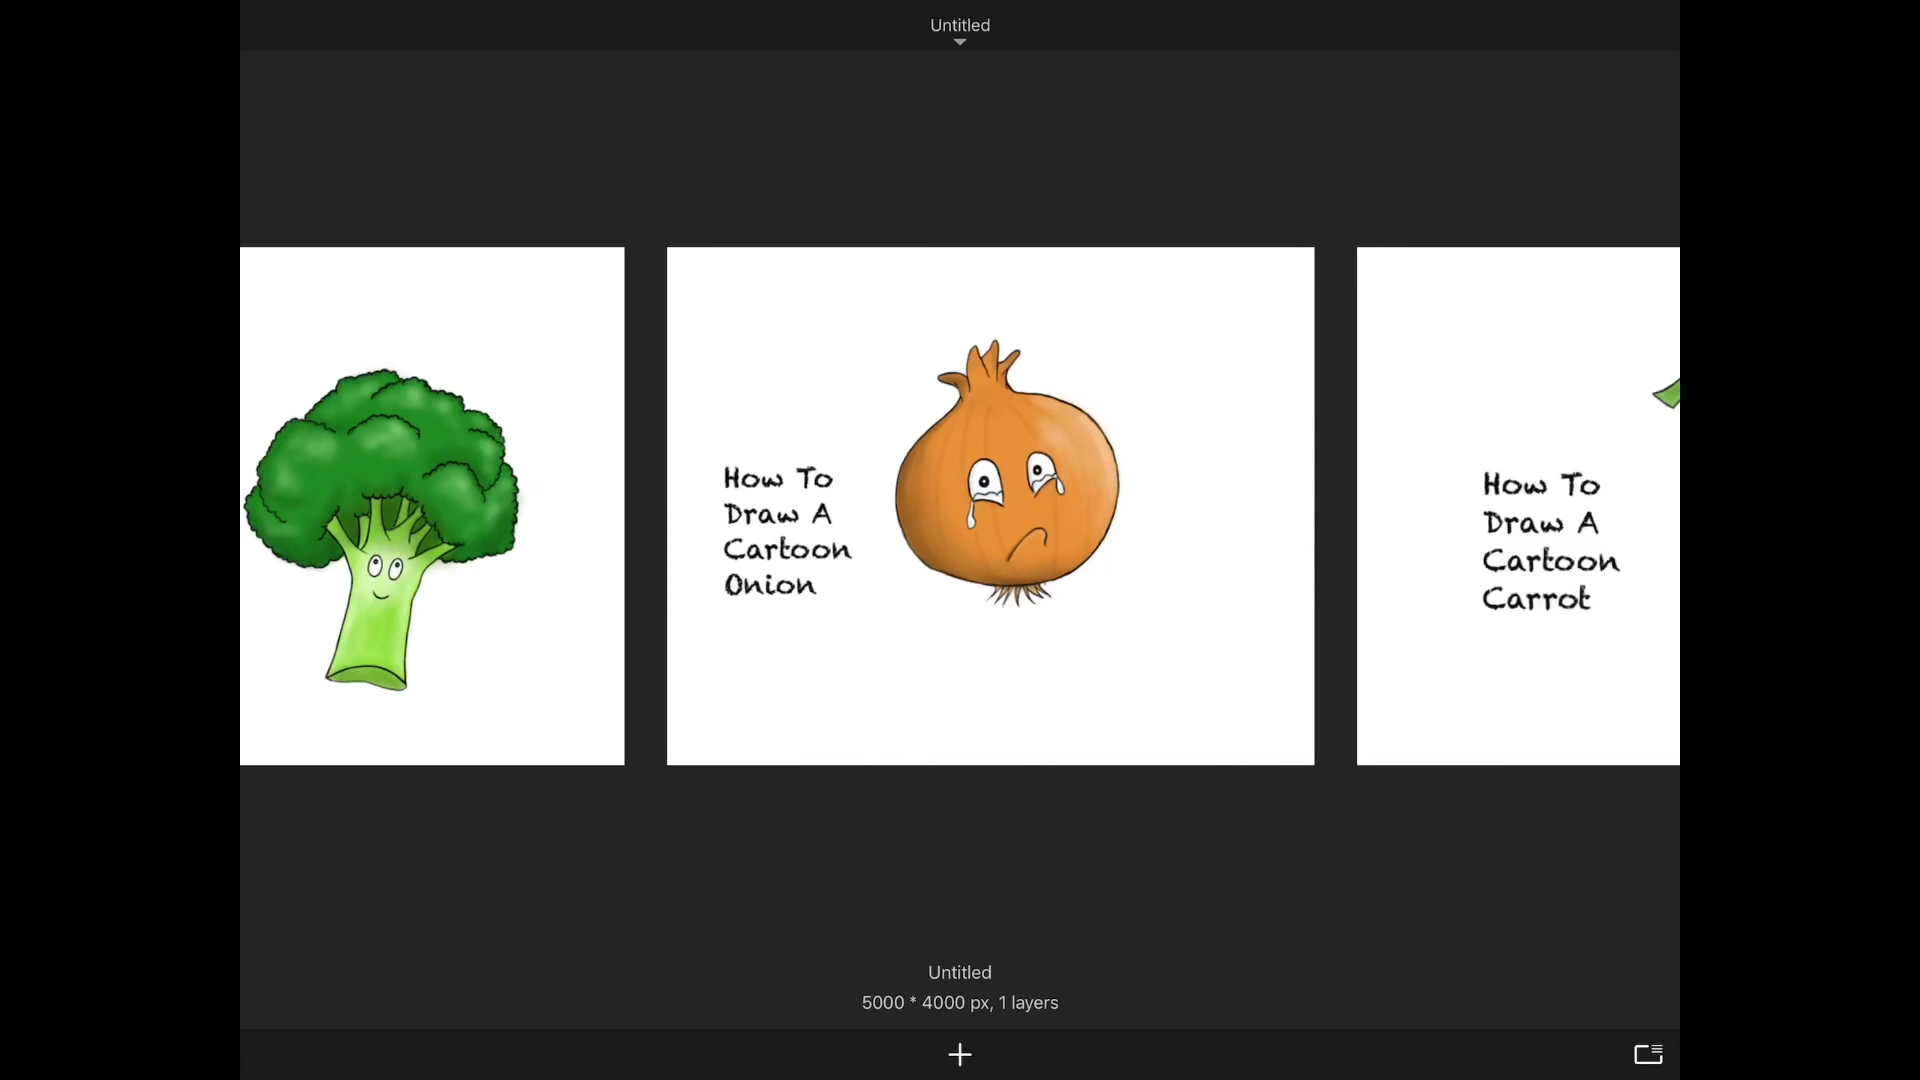 Untitled
How To
Draw A
Cartoon
Onion
How To
Draw A
Cartoon
Carrot
Untitled
5000 * 4000 px, 1 layers